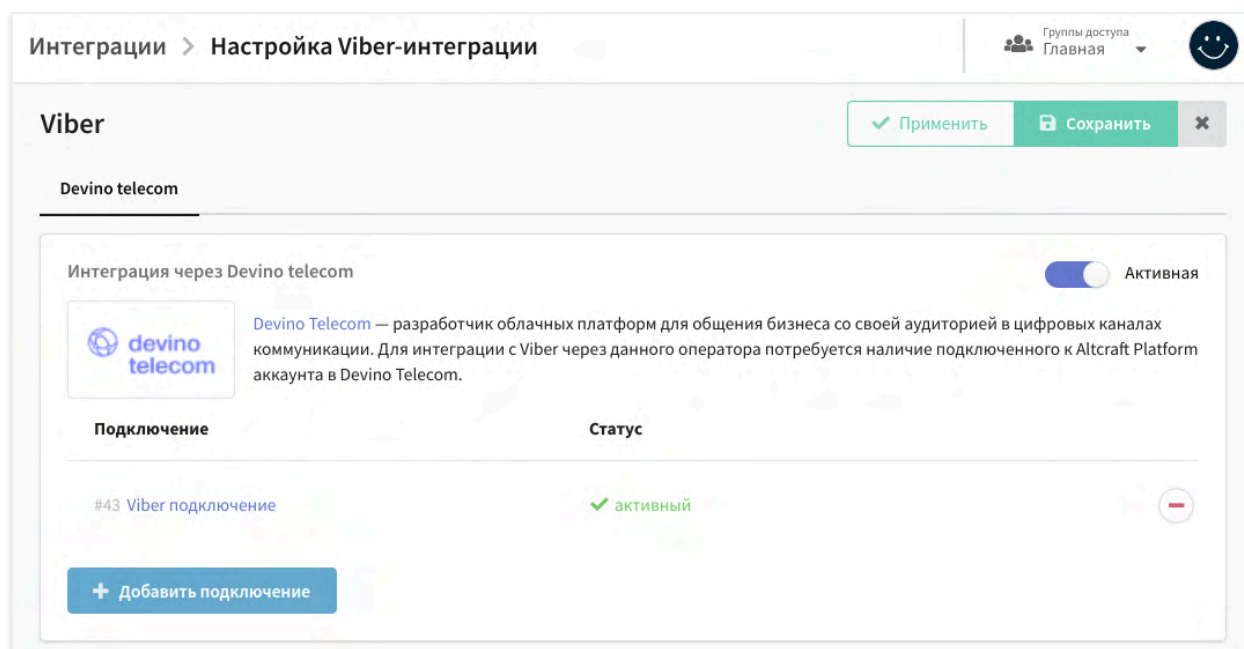 Интеграции > Настройка Viber-интеграции
Группы доступа
Главная
Viber
Применить
Сохранить
Devino telecom
Интеграция через Devino telecom
Активная
devino
telecom
Devino Telecom — разработчик облачных платформ для общения бизнеса со своей аудиторией в цифровых каналах
коммуникации. Для интеграции с Viber через данного оператора потребуется наличие подключенного к Altcraft Platform
аккаунта в Devino Telecom.
Подключение
Статус
#43 Viber подключение
активный
Добавить подключение